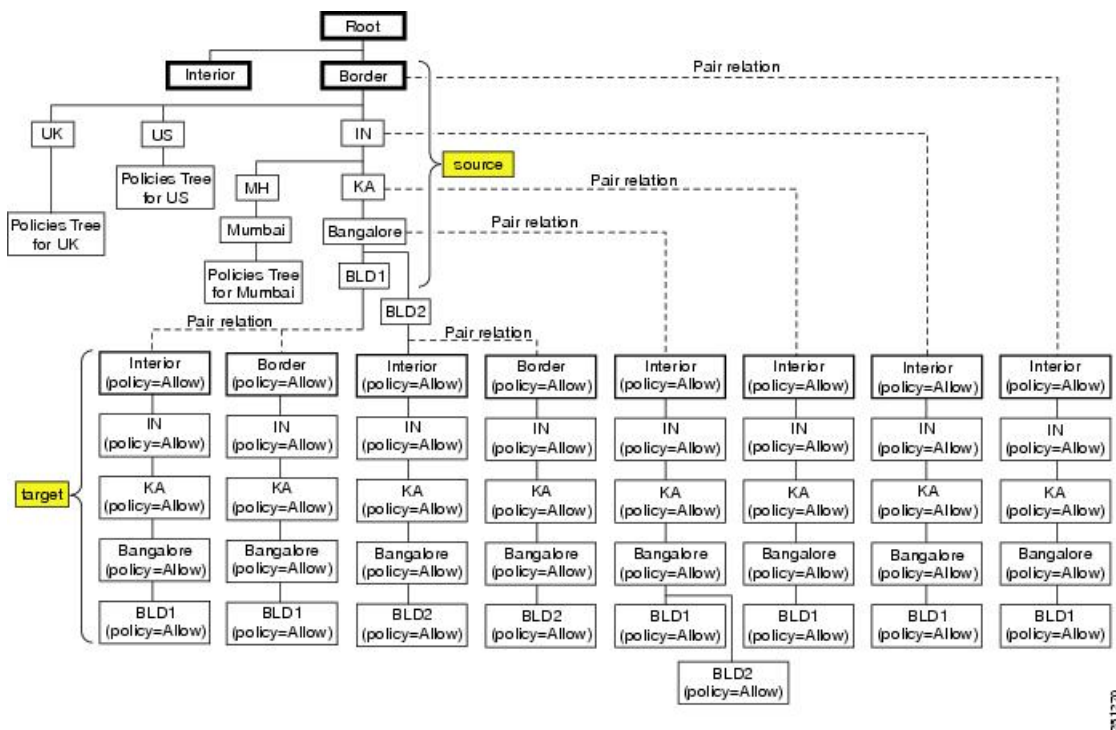 Root
Interior
Border
Pair relation
UK
US
IN
source
Policies Tree
for US
MH
KA
Pair relation
Policies Tree
for UK
Mumbai
Bangalore
Pair relation
Policies Tree
for Mumbai
BLD1
BLD2
Pair relation
Pair relation
Interior
(policy=Allow)
Border
(policy=Allow)
Interior
(policy=Allow)
Border
(policy=Allow)
Interior
(policy=Allow)
Interior
(policy=Allow)
Interior
(policy=Allow)
Interior
(policy=Allow)
IN
(policy=Allow)
IN
(policy=Allow)
IN
(policy=Allow)
IN
(policy=Allow)
IN
(policy=Allow)
IN
(policy=Allow)
IN
(policy=Allow)
IN
(policy=Allow)
target
KA
(policy=Allow)
KA
(policy=Allow)
KA
(policy=Allow)
KA
(policy=Allow)
KA
(policy=Allow)
KA
(policy=Allow)
KA
(policy=Allow)
KA
(policy=Allow)
Bangalore
(policy=Allow)
Bangalore
(policy=Allow)
Bangalore
(policy=Allow)
Bangalore
(policy=Allow)
Bangalore
(policy=Allow)
Bangalore
(policy=Allow)
Bangalore
(policy=Allow)
Bangalore
(policy=Allow)
BLD1
(policy=Allow)
BLD1
(policy=Allow)
BLD2
(policy=Allow)
BLD2
(policy=Allow)
BLD1
(policy=Allow)
BLD1
(policy=Allow)
BLD1
(policy=Allow)
BLD1
(policy=Allow)
BLD2
(policy=Allow)